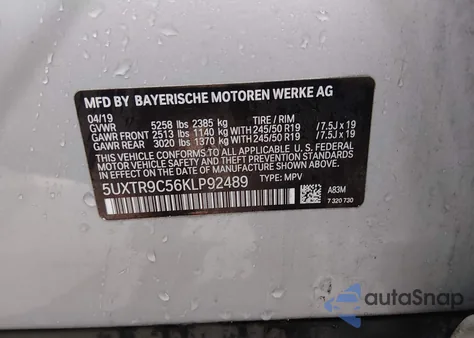 MFD BY BAYERISCHE MOTOREN WERKE AG
04/19
GVWR 5258 lbs 2385 kg TIRE / RIM
GAWR FRONT 2513 lbs 1140 kg WITH 245/50 R19 /7.5J x 19
GAWR REAR 3020 lbs 1370 kg WITH 245/50 R19 /7.5J x 19
THIS VEHICLE CONFORMS TO ALL APPLICABLE U. S. FEDERAL
MOTOR VEHICLE SAFETY, BUMPER, AND THEFT PREVENTION
STANDARDS IN EFFECT ON THE DATE OF MANUFACTURE
SHOWN ABOVE.
5UXTR9C56KLP92489 TYPE: MPV
A83M
7 320 730
autoSnap